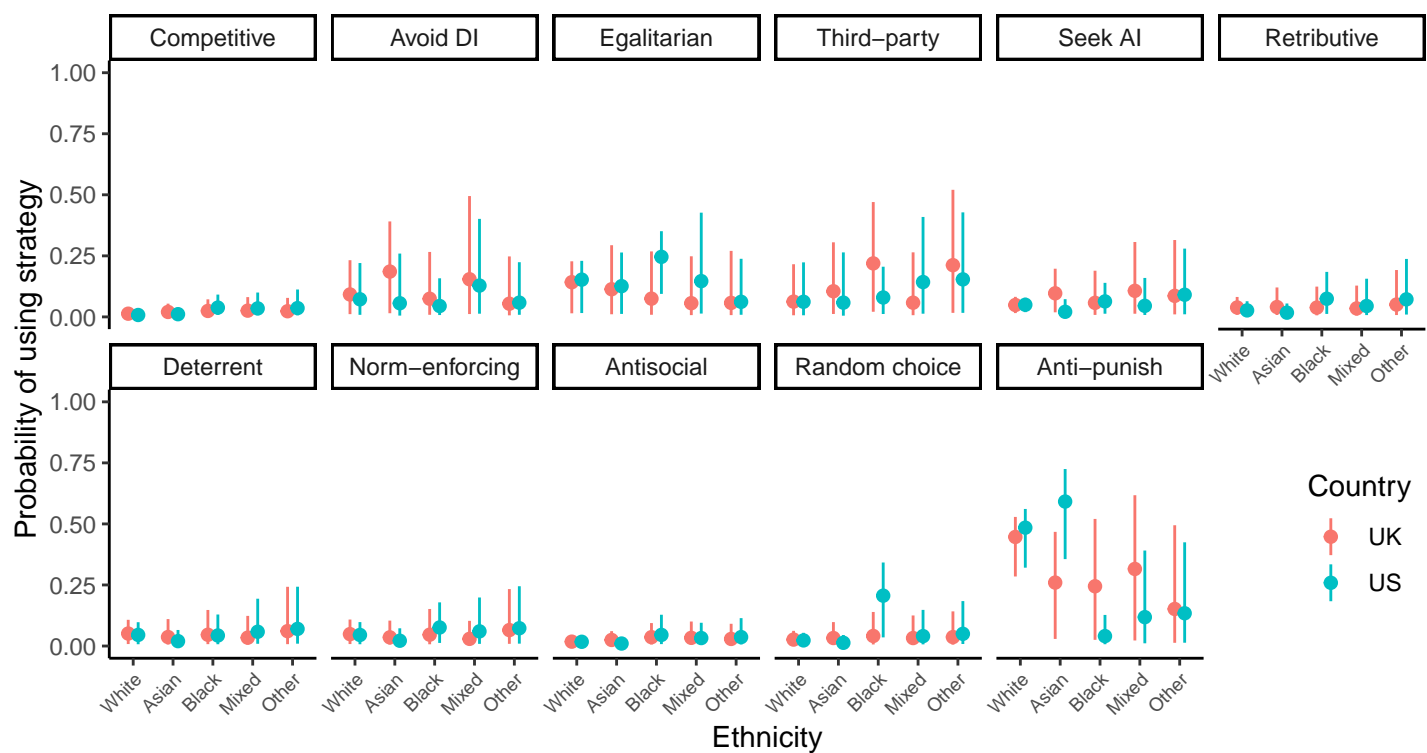 Competitive
Avoid DI
Egalitarian
Third−party
Seek AI
Retributive
1.00
0.75
0.50
0.25
0.00
White
Asian
Black
Mixed
Other
Deterrent
Norm−enforcing
Antisocial
Random choice
Anti−punish
1.00
0.75
0.50
0.25
0.00
White
Asian
Black
Mixed
Other
White
Asian
Black
Mixed
Other
White
Asian
Black
Mixed
Other
White
Asian
Black
Mixed
Other
White
Asian
Black
Mixed
Other
Probability of using strategy
Ethnicity
Country
UK
US